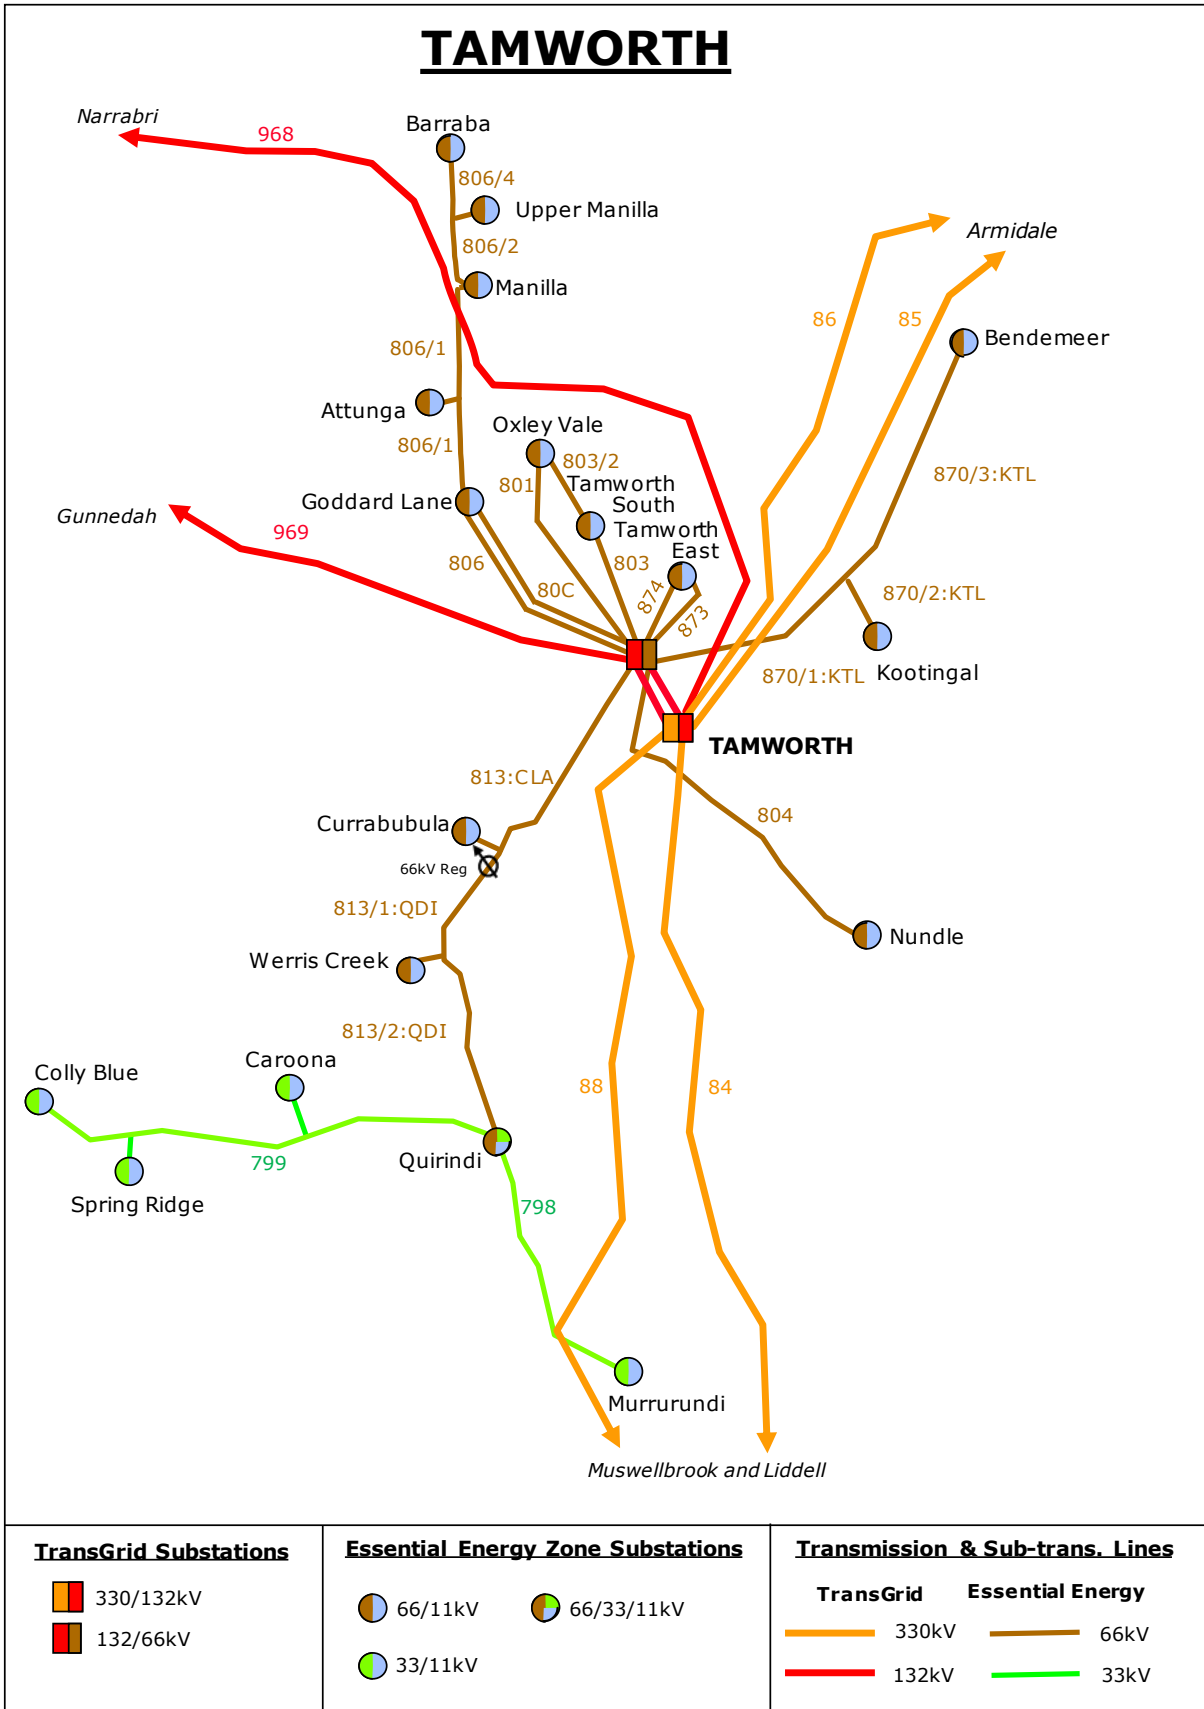 TAMWORTH
Narrabri
968
Barraba
806/4
Upper Manilla
806/2
Manilla
Armidale
86
85
Bendemeer
806/1
Attunga
806/1
Oxley Vale
803/2
801
Tamworth
South
Tamworth
East
870/3:KTL
Goddard Lane
Gunnedah
969
806
80C
803
874
873
870/2:KTL
870/1:KTL
Kootingal
TAMWORTH
813:CLA
804
Currabubula
66kV Reg
813/1:QDI
Nundle
Werris Creek
813/2:QDI
Colly Blue
Caroona
88
84
799
Quirindi
Spring Ridge
798
Murrurundi
Muswellbrook and Liddell
TransGrid Substations
330/132kV
132/66kV
Essential Energy Zone Substations
66/11kV
66/33/11kV
33/11kV
Transmission & Sub-trans. Lines
TransGrid
Essential Energy
330kV
66kV
132kV
33kV